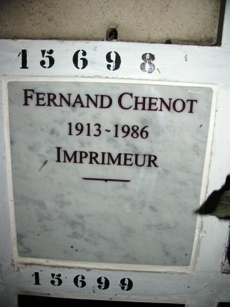 15698
FERNAND CHENOT
1913-1986
IMPRIMEUR
15699